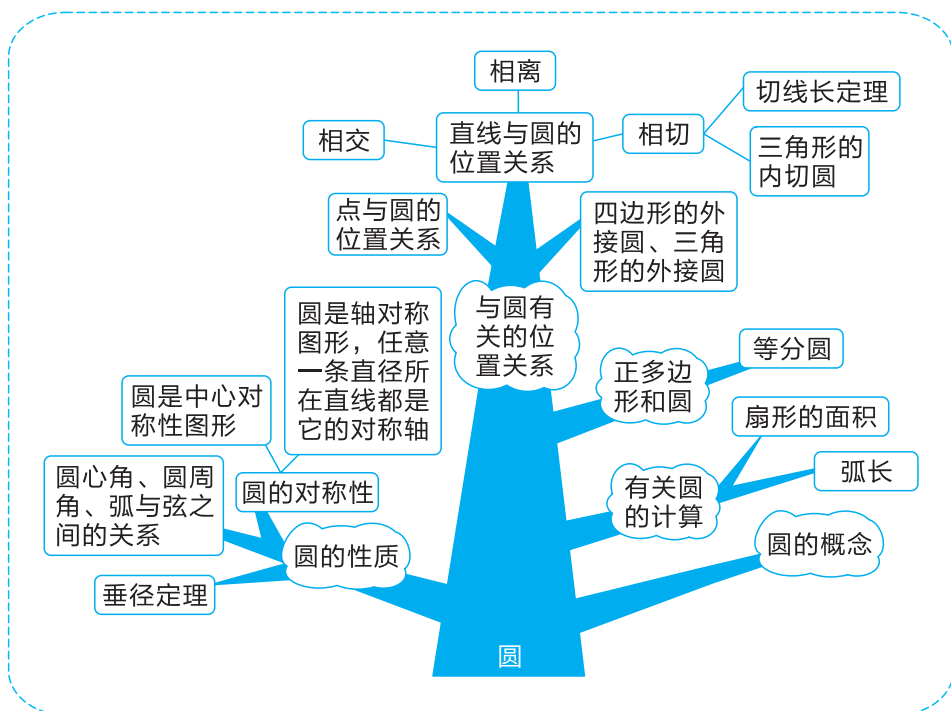 相离
切线长定理
相交
直线与圆的
位置关系
相切
三角形的
内切圆
点与圆的
位置关系
四边形的外
接圆、三角
形的外接圆
与圆有
关的位
置关系
圆是轴对称
图形，任意
一条直径所
在直线都是
它的对称轴
等分圆
正多边
形和圆
圆是中心对
称性图形
扇形的面积
圆心角、圆周
角、弧与弦之
间的关系
圆的对称性
有关圆
的计算
弧长
圆的性质
圆的概念
垂径定理
圆